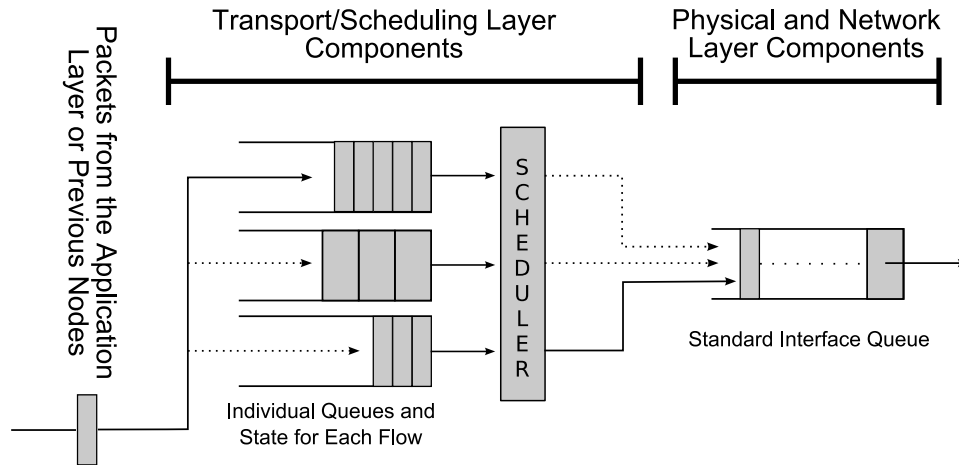 Transport/Scheduling Layer
Components
Physical and Network
Layer Components
Packets from the Application
Layer or Previous Nodes
SCHEDULER
Individual Queues and
State for Each Flow
Standard Interface Queue